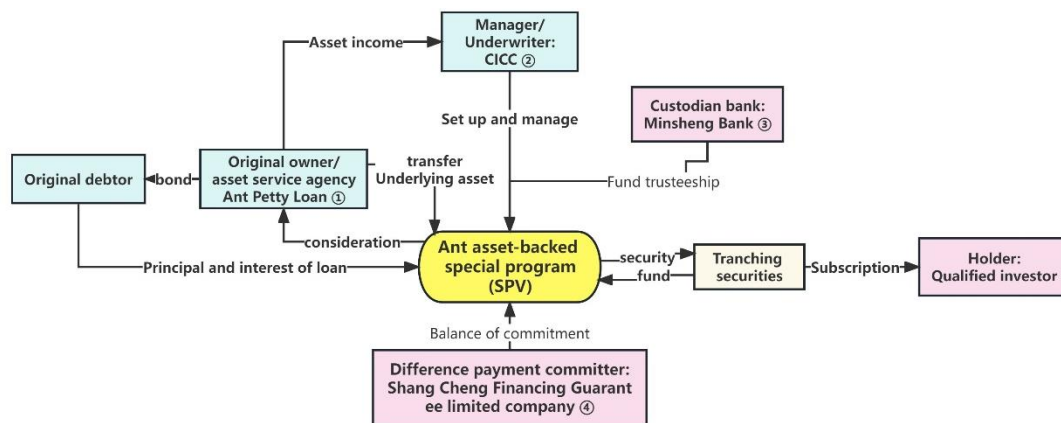 Asset income
Manager/
Underwriter:
CICC ②
Set up and manage
Custodian bank:
Minsheng Bank ③
Fund trusteeship
Original debtor
bond
Original owner/
asset service agency
Ant Petty Loan ①
transfer
Underlying asset
consideration
Principal and interest of loan
Ant asset-backed
special program
(SPV)
security
fund
Tranching
securities
Subscription
Holder:
Qualified investor
Balance of commitment
Difference payment committer:
Shang Cheng Financing Guarant
ee limited company ④